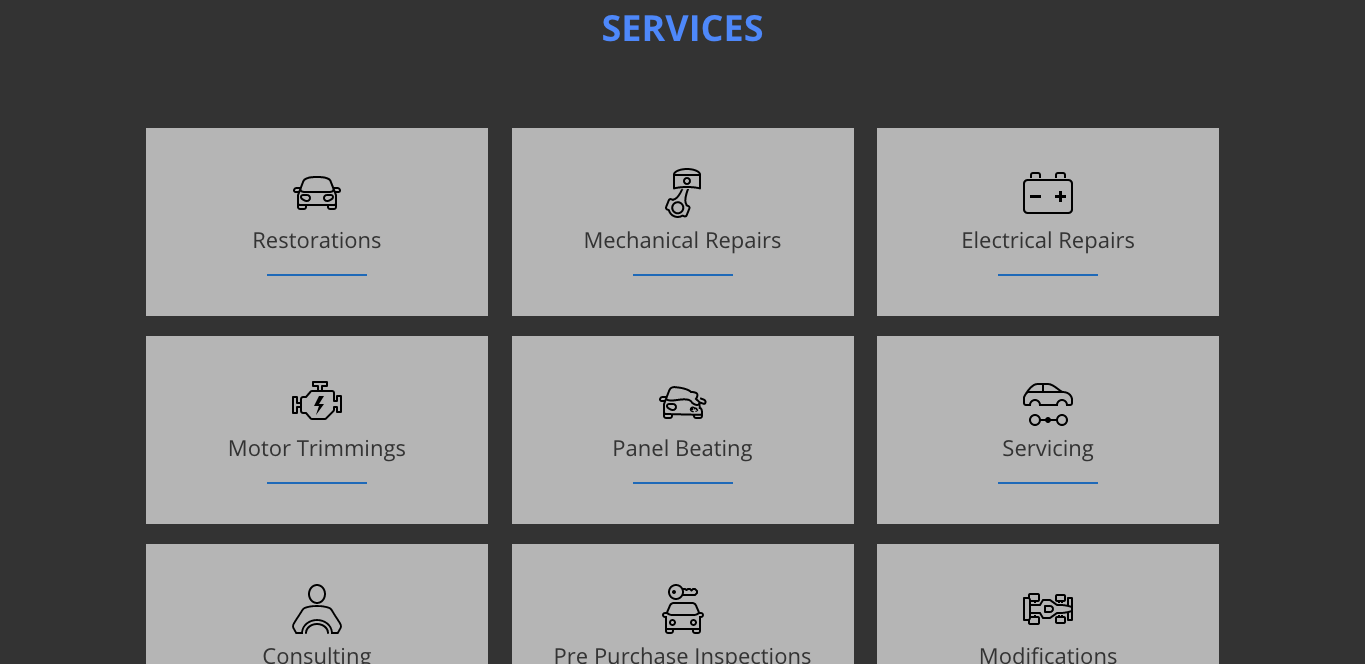 SERVICES
Restorations
Mechanical Repairs
Electrical Repairs
Motor Trimmings
Panel Beating
Servicing
Consulting
Pre Purchase Inspections
Modifications